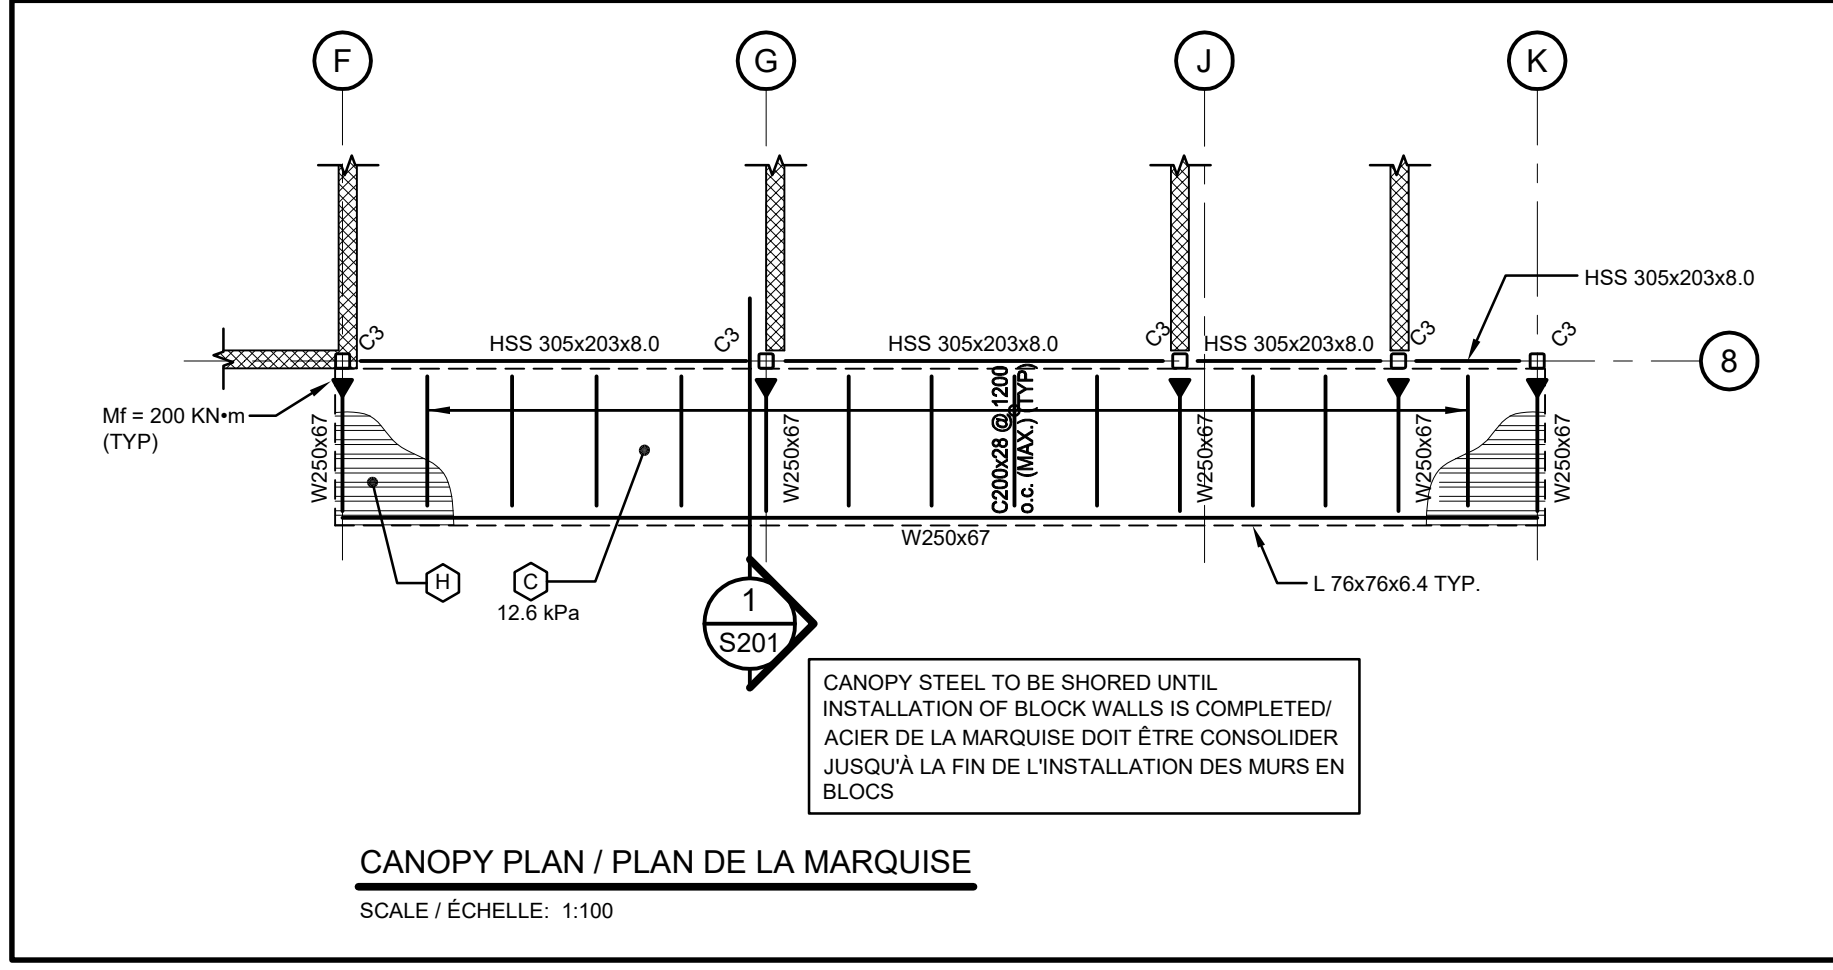 F
G
J
K
HSS 305x203x8.0
C3
C3
C3
C3
C3
HSS 305x203x8.0
HSS 305x203x8.0
HSS 305x203x8.0
8
Mf = 200 KN•m
(TYP)
W250x67
W250x67
C200x28 @ 1200
o.c. (MAX.) (TYP)
W250x67
W250x67
W250x67
W250x67
H
C
12.6 kPa
L 76x76x6.4 TYP.
1
S201
CANOPY STEEL TO BE SHORED UNTIL
INSTALLATION OF BLOCK WALLS IS COMPLETED/
ACIER DE LA MARQUISE DOIT ÊTRE CONSOLIDER
JUSQU'À LA FIN DE L'INSTALLATION DES MURS EN
BLOCS
CANOPY PLAN / PLAN DE LA MARQUISE
SCALE / ÉCHELLE: 1:100